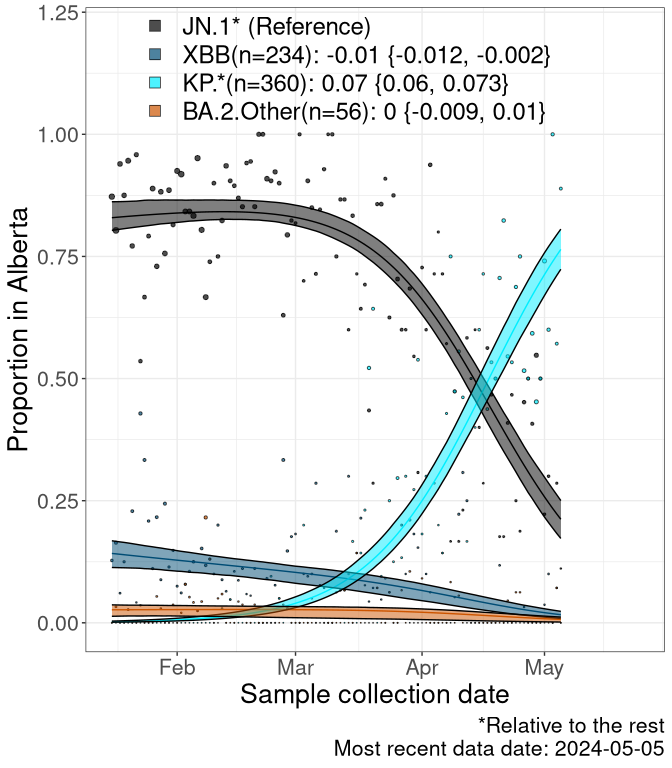 1.25
JN.1* (Reference)
XBB(n=234): -0.01 {-0.012, -0.002}
KP.*(n=360): 0.07 {0.06, 0.073}
BA.2.Other(n=56): 0 {-0.009, 0.01}
1.00
0.75
0.50
0.25
0.00
Proportion in Alberta
Feb Mar Apr May
Sample collection date
*Relative to the rest
Most recent data date: 2024-05-05